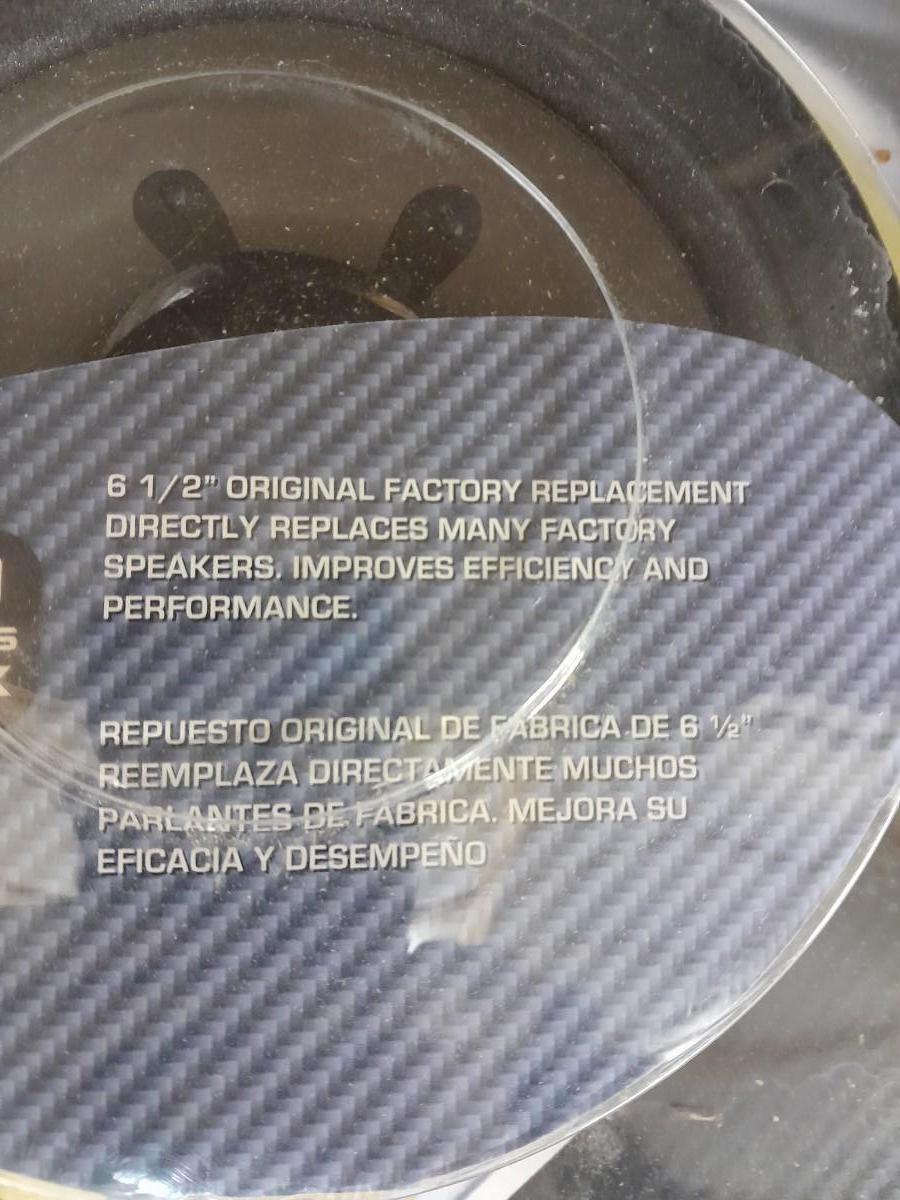 6 1/2” ORIGINAL FACTORY REPLACEMENT
DIRECTLY REPLACES MANY FACTORY
SPEAKERS. IMPROVES EFFICIENCY AND
PERFORMANCE.
REPUESTO ORIGINAL DE FABRICA DE 6 ½”
REEMPLAZA DIRECTAMENTE MUCHOS
PARLANTES DE FABRICA. MEJORA SU
EFICACIA Y DESEMPEÑO